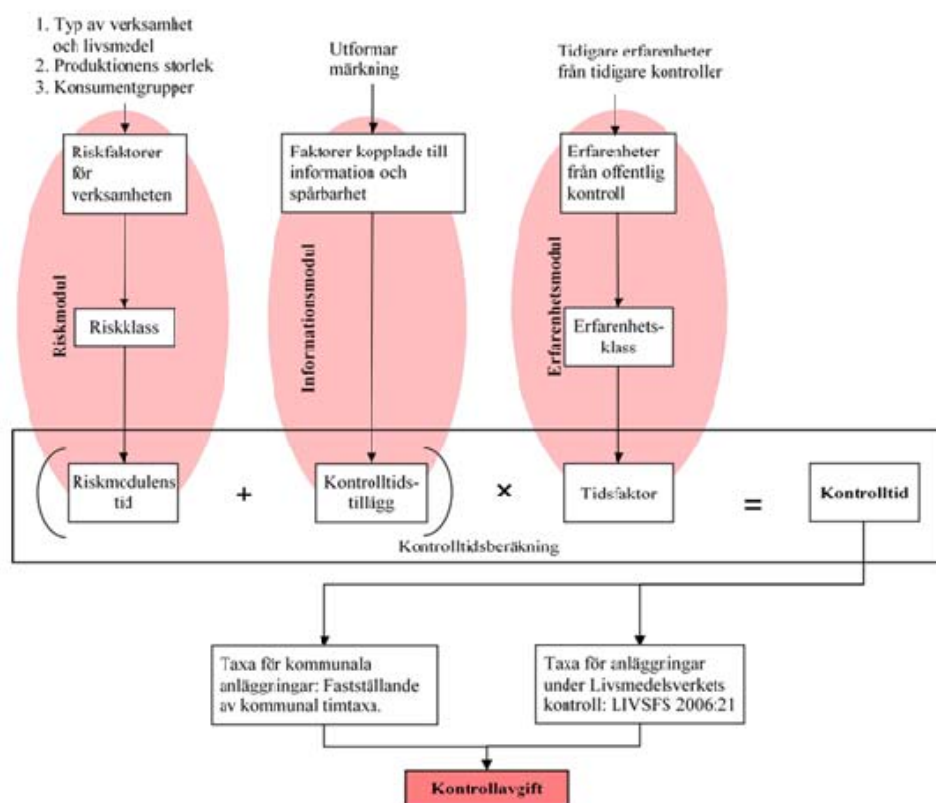 1. Typ av verksamhet
och livsmedel
2. Produktionens storlek
3. Konsumentgrupper
Utformar
märkning
Tidigare erfarenheter
från tidigare kontroller
Riskfaktorer
för
verksamheten
Faktorer kopplade till
information och
spårbarhet
Erfarenheter
från offentlig
kontroll
Riskmodul
Informationsmodul
Erfarenhetsmodul
Riskklass
Erfarenhets-
klass
(
Riskmodulens
tid
+
Kontrolltids-
tillägg
)
×
Tidsfaktor
=
Kontrolltid
Kontrolltidsberäkning
Taxa för kommunala
anläggningar: Fastställande
av kommunal timtaxa.
Taxa för anläggningar
under Livsmedelsverkets
kontroll: LIVSFS 2006:21
Kontrollavgift